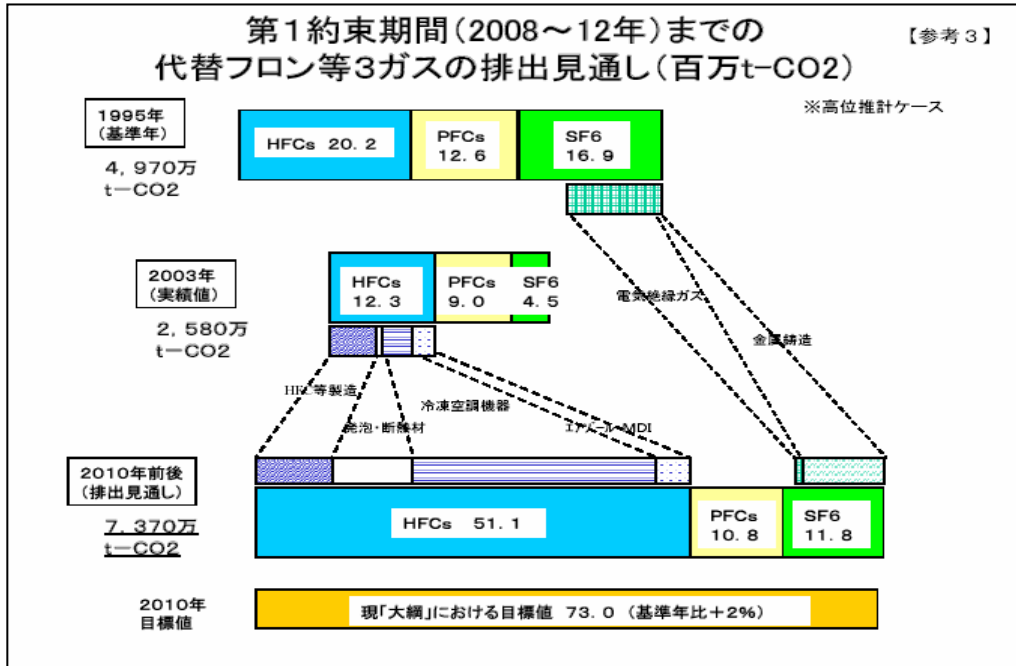 第1約束期間(2008~12年)までの
【参考3】
代替フロン等3ガスの排出見通し(百万t-CO2)
※高位推計ケース
1995年
(基準年)
4,970万
t-CO2
HFCs 20.2
PFCs
12.6
SF6
16.9
2003年
(実績値)
2,580万
t-CO2
HFCs
12.3
PFCs
9.0
SF6
4.5
電気絶縁ガス
金属鋳造
HFC等製造
発泡・断熱材
冷凍空調機器
エアゾール・MDI
2010年前後
(排出見通し)
7,370万
t-CO2
HFCs 51.1
PFCs
10.8
SF6
11.8
2010年
目標値
現「大綱」における目標値 73.0 (基準年比+2%)